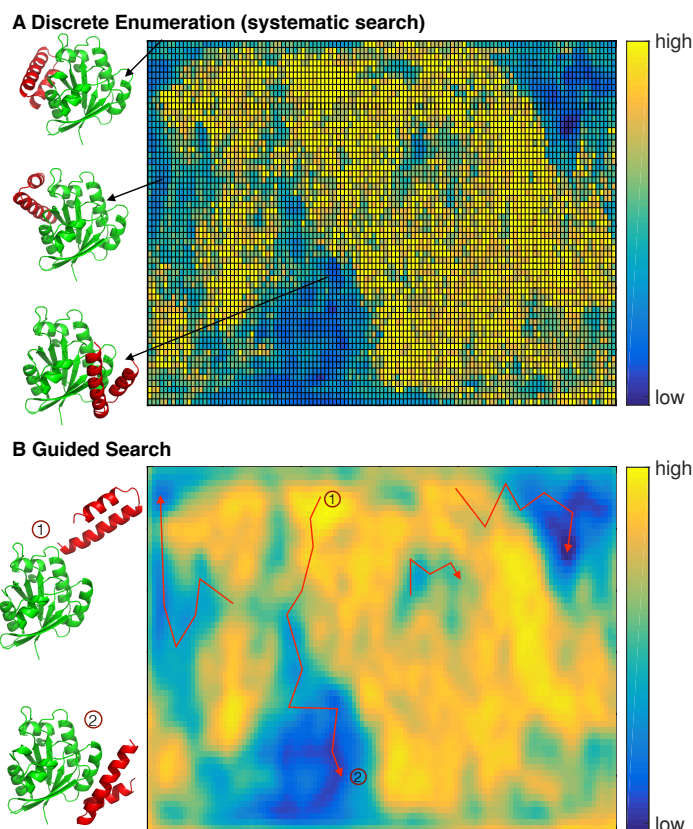 A Discrete Enumeration (systematic search)
high
low
B Guided Search
high
1
1
2
2
low